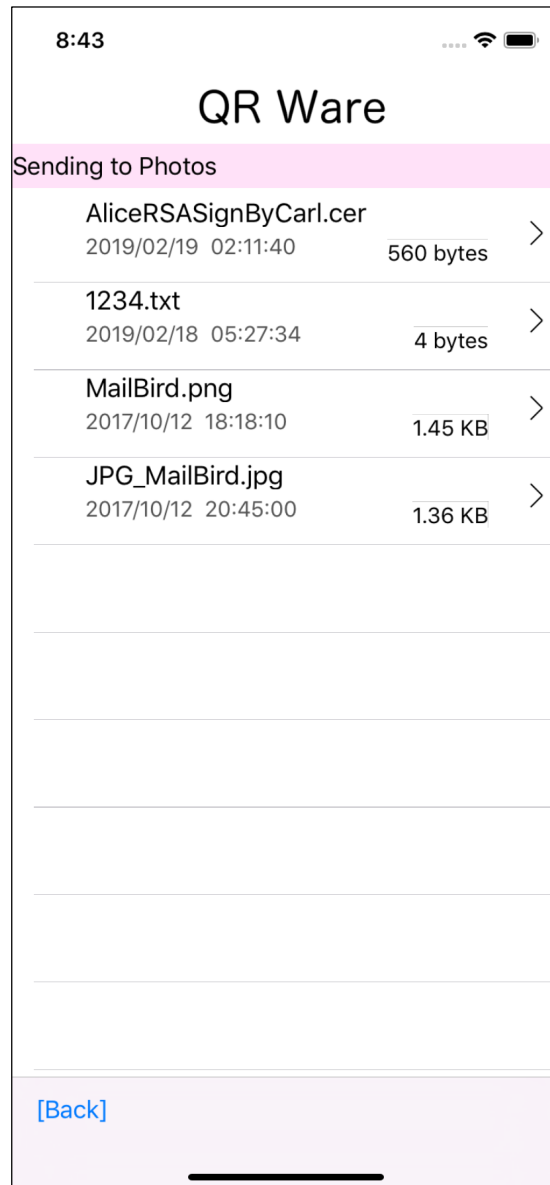 8:43
QR Ware
Sending to Photos
AliceRSASignByCarl.cer
2019/02/19 02:11:40 560 bytes
1234.txt
2019/02/18 05:27:34 4 bytes
MailBird.png
2017/10/12 18:18:10 1.45 KB
JPG_MailBird.jpg
2017/10/12 20:45:00 1.36 KB
[Back]